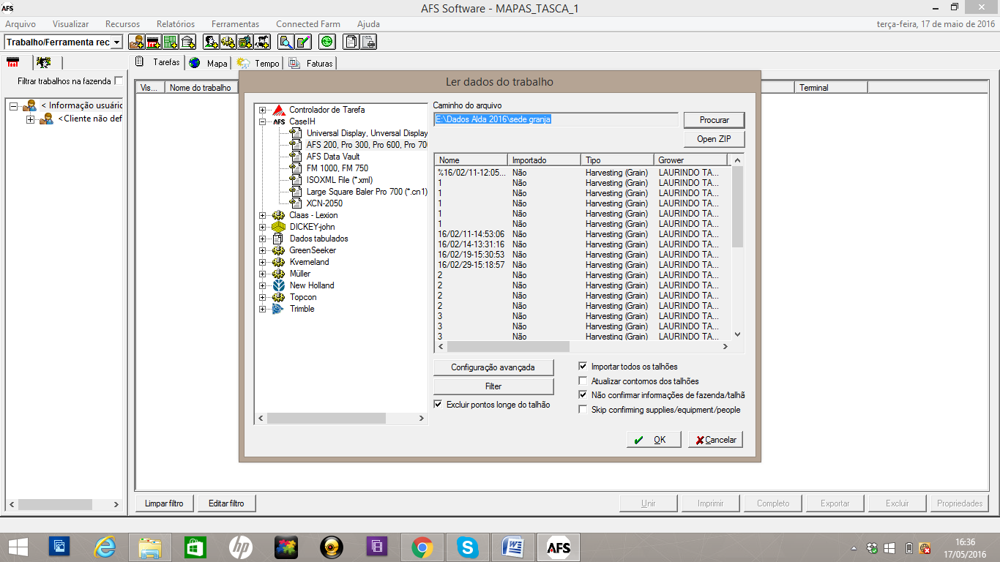 AFS
AFS Software - MAPAS_TASCA_1
Arquivo Visualizar Recursos Relatórios Ferramentas Connected Farm Ajuda terça-feira, 17 de maio de 2016
Trabalho/Ferramenta rec
Tarefas Mapa Tempo Faturas
Filtrar trabalhos na fazenda
Vis... Nome do trabalho Terminal
< Informação usuário
<Cliente não def
Ler dados do trabalho
Controlador de Tarefa
AFS CaseIH
Universal Display, Unversal Display
AFS 200, Pro 300, Pro 600, Pro 70
AFS Data Vault
FM 1000, FM 750
ISOXML File (*.xml)
Large Square Baler Pro 700 (*.cn1)
XCN-2050
Claas - Lexion
DICKEY-john
Dados tabulados
GreenSeeker
Kverneland
Müller
New Holland
Topcon
Trimble
Caminho do arquivo
E:\Dados Alda 2016\sede granja
Procurar
Open ZIP
Nome Importado Tipo Grower
%16/02/11-12:05... Não Harvesting (Grain) LAURINDO TA...
1 Não Harvesting (Grain) LAURINDO TA...
1 Não Harvesting (Grain) LAURINDO TA...
1 Não Harvesting (Grain) LAURINDO TA...
1 Não Harvesting (Grain) LAURINDO TA...
1 Não Harvesting (Grain) LAURINDO TA...
16/02/11-14:53:06 Não Harvesting (Grain) LAURINDO TA...
16/02/14-13:31:16 Não Harvesting (Grain) LAURINDO TA...
16/02/19-15:30:53 Não Harvesting (Grain) LAURINDO TA...
16/02/29-15:18:57 Não Harvesting (Grain) LAURINDO TA...
2 Não Harvesting (Grain) LAURINDO TA...
2 Não Harvesting (Grain) LAURINDO TA...
2 Não Harvesting (Grain) LAURINDO TA...
2 Não Harvesting (Grain) LAURINDO TA...
3 Não Harvesting (Grain) LAURINDO TA...
3 Não Harvesting (Grain) LAURINDO TA...
3 Não Harvesting (Grain) LAURINDO TA...
Configuração avançada
Filter
Excluir pontos longe do talhão
Importar todos os talhões
Atualizar contornos dos talhões
Não confirmar informações de fazenda/talhã
Skip confirming supplies/equipment/people
OK Cancelar
Limpar filtro Editar filtro Unir Imprimir Completo Exportar Excluir Propriedades
hp AFS
16:36
17/05/2016